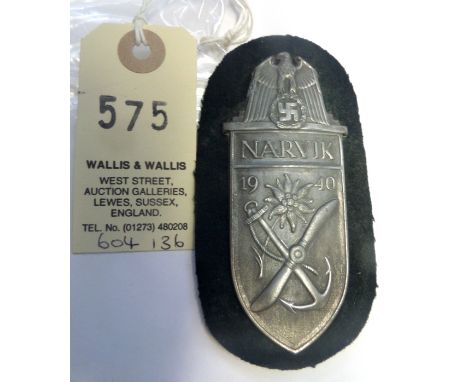 575
WALLIS & WALLIS
WEST STREET,
AUCTION GALLERIES,
LEWES, SUSSEX,
ENGLAND.
TEL. No. (01273) 480208
604 136
NARVIK
19 40